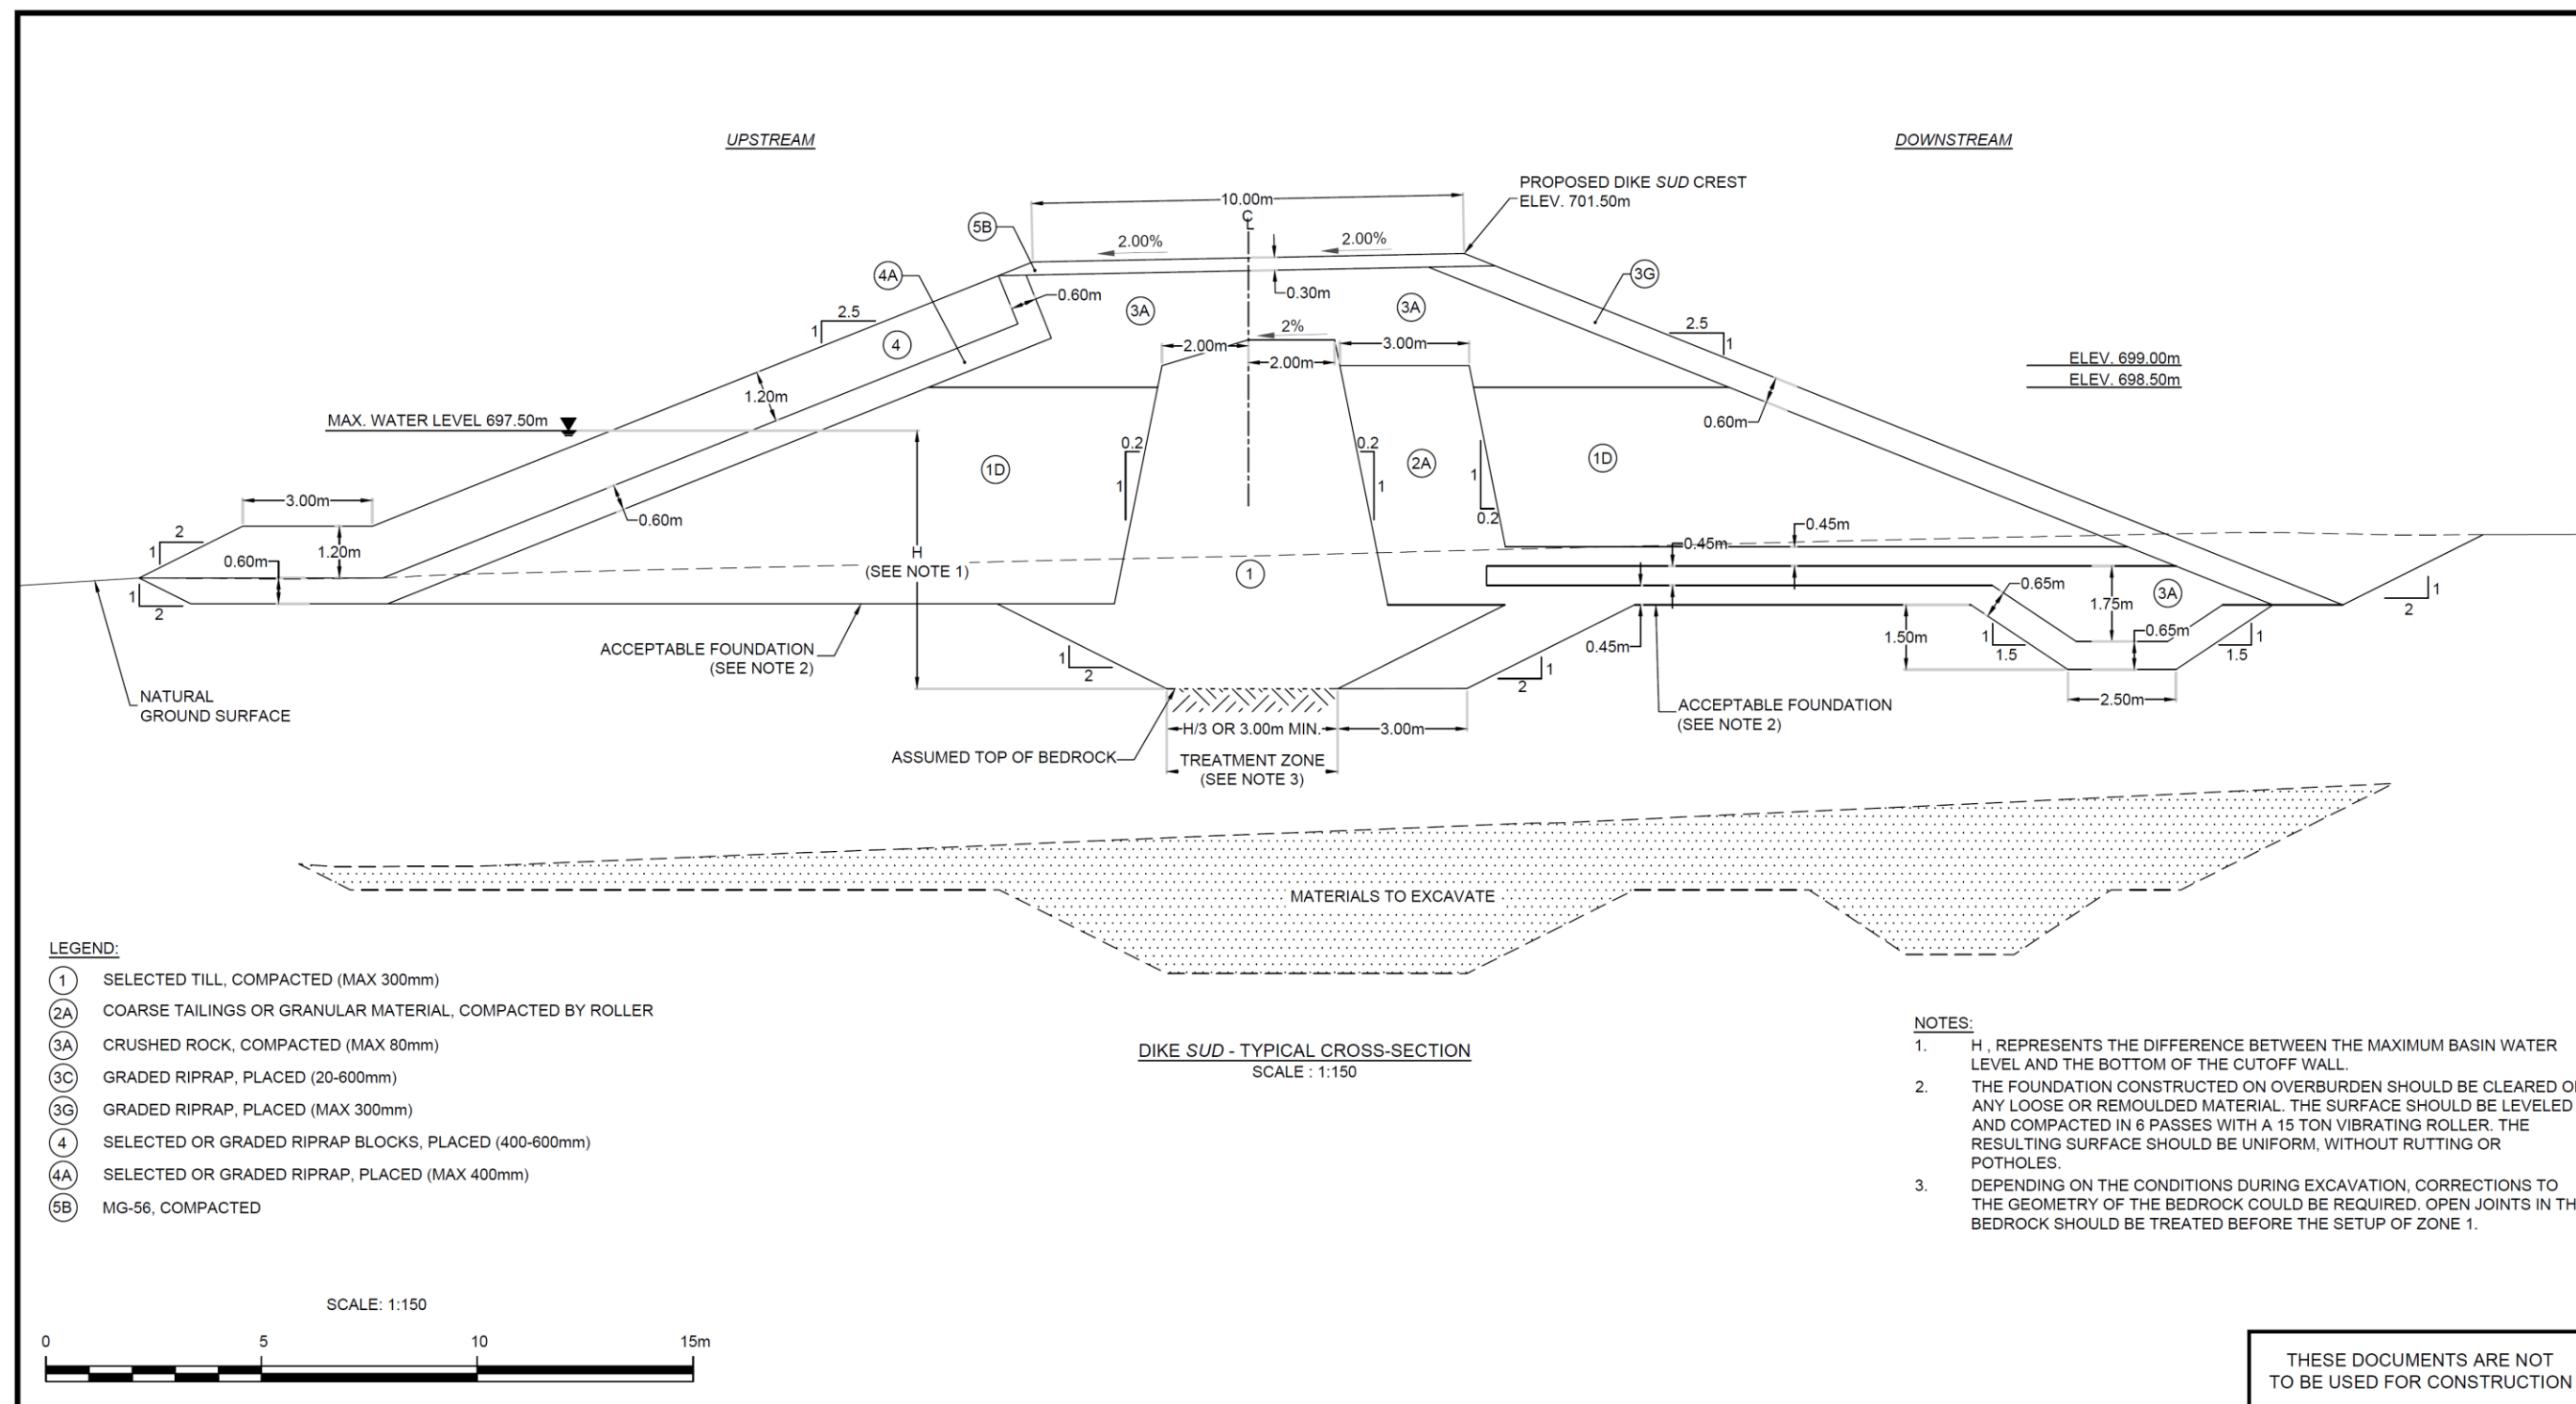 UPSTREAM
DOWNSTREAM
10.00m
PROPOSED DIKE SUD CREST
ELEV. 701.50m
CL
5B
2.00%
2.00%
4A
3G
0.60m
0.30m
3A
3A
2.5
1
2.5
1
4
2%
2.00m
2.00m
3.00m
ELEV. 699.00m
ELEV. 698.50m
1.20m
MAX. WATER LEVEL 697.50m
0.60m
0.2
1
0.2
1
1D
2A
1
0.2
1D
3.00m
0.60m
2
1
1.20m
0.60m
H
(SEE NOTE 1)
0.45m
0.45m
1
1
2
0.65m
1.75m
3A
1
2
ACCEPTABLE FOUNDATION
(SEE NOTE 2)
1
2
0.45m
1.50m
1
1.5
0.65m
1
1.5
1
2
NATURAL
GROUND SURFACE
ACCEPTABLE FOUNDATION
(SEE NOTE 2)
2.50m
H/3 OR 3.00m MIN.
3.00m
ASSUMED TOP OF BEDROCK
TREATMENT ZONE
(SEE NOTE 3)
MATERIALS TO EXCAVATE
LEGEND:
1 SELECTED TILL, COMPACTED (MAX 300mm)
2A COARSE TAILINGS OR GRANULAR MATERIAL, COMPACTED BY ROLLER
3A CRUSHED ROCK, COMPACTED (MAX 80mm)
3C GRADED RIPRAP, PLACED (20-600mm)
3G GRADED RIPRAP, PLACED (MAX 300mm)
4 SELECTED OR GRADED RIPRAP BLOCKS, PLACED (400-600mm)
4A SELECTED OR GRADED RIPRAP, PLACED (MAX 400mm)
5B MG-56, COMPACTED
DIKE SUD - TYPICAL CROSS-SECTION
SCALE : 1:150
NOTES:
1. H , REPRESENTS THE DIFFERENCE BETWEEN THE MAXIMUM BASIN WATER
LEVEL AND THE BOTTOM OF THE CUTOFF WALL.
2. THE FOUNDATION CONSTRUCTED ON OVERBURDEN SHOULD BE CLEARED
ANY LOOSE OR REMOULDED MATERIAL. THE SURFACE SHOULD BE LEVELED
AND COMPACTED IN 6 PASSES WITH A 15 TON VIBRATING ROLLER. THE
RESULTING SURFACE SHOULD BE UNIFORM, WITHOUT RUTTING OR
POTHOLES.
3. DEPENDING ON THE CONDITIONS DURING EXCAVATION, CORRECTIONS TO
THE GEOMETRY OF THE BEDROCK COULD BE REQUIRED. OPEN JOINTS IN
BEDROCK SHOULD BE TREATED BEFORE THE SETUP OF ZONE 1.
SCALE: 1:150
0 5 10 15m
THESE DOCUMENTS ARE NOT
TO BE USED FOR CONSTRUCTION